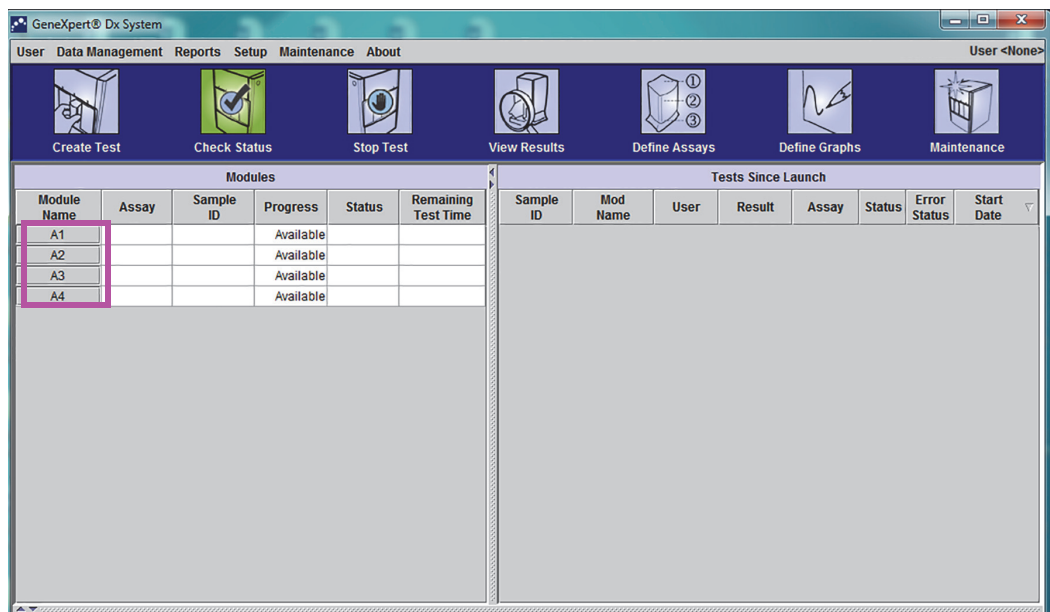 GeneXpert® Dx System
User Data Management Reports Setup Maintenance About User <None>
Create Test Check Status Stop Test View Results Define Assays Define Graphs Maintenance
① 
②
③
Modules
Tests Since Launch
Module Name Assay Sample ID Progress Status Remaining Test Time
Sample ID Mod Name User Result Assay Status Error Status Start Date
A1 Available
A2 Available
A3 Available
A4 Available